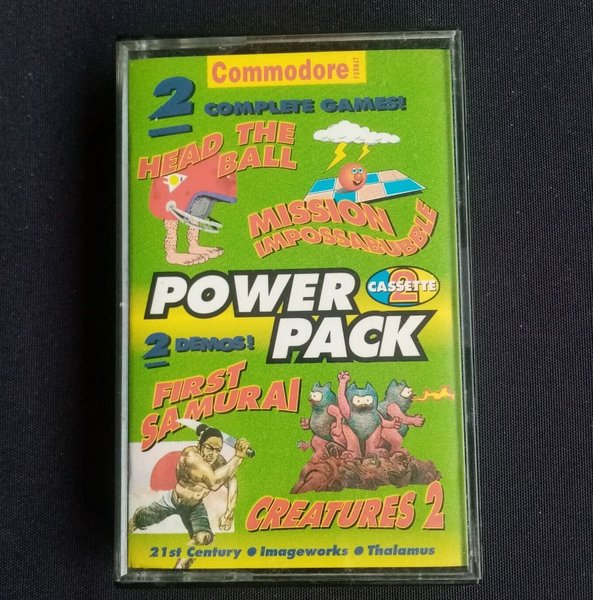 Commodore FORMAT
2 COMPLETE GAMES!
HEAD THE BALL
MISSION IMPOSSABUBBLE
POWER PACK
CASSETTE 2
2 DEMOS!
FIRST SAMURAI
CREATURES 2
21st Century ● Imageworks ● Thalamus